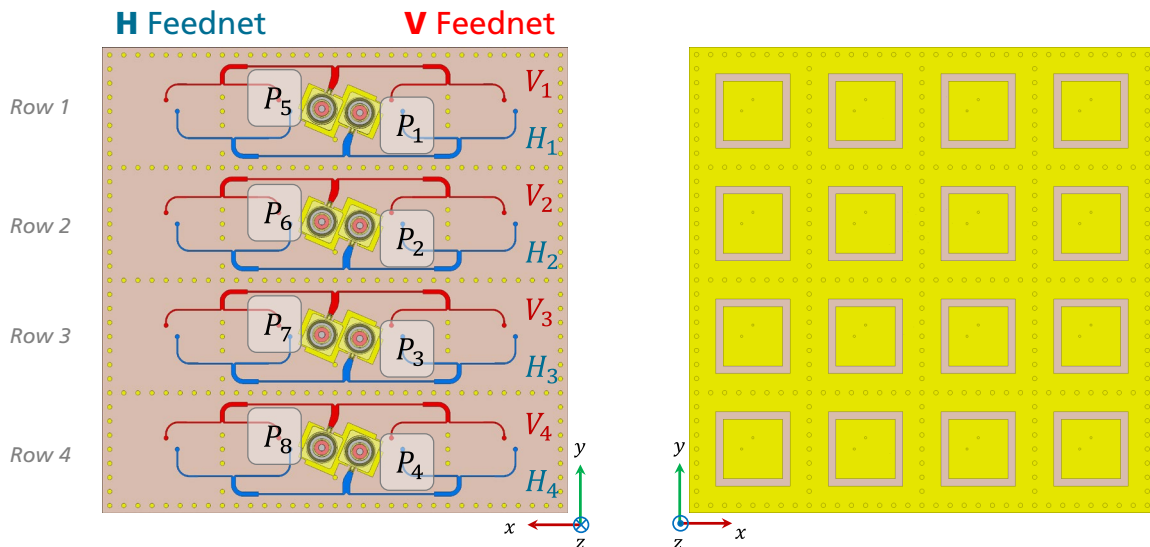 H Feednet V Feednet
Row 1 P₅ P₁ V₁ H₁
Row 2 P₆ P₂ V₂ H₂
Row 3 P₇ P₃ V₃ H₃
Row 4 P₈ P₄ V₄ H₄
y y
x z z x